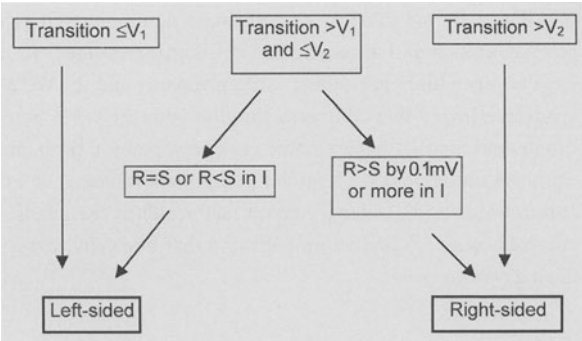 Transition ≤V₁
Transition >V₁
and ≤V₂
Transition >V₂
R=S or R<S in I
R>S by 0.1mV
or more in I
Left-sided
Right-sided